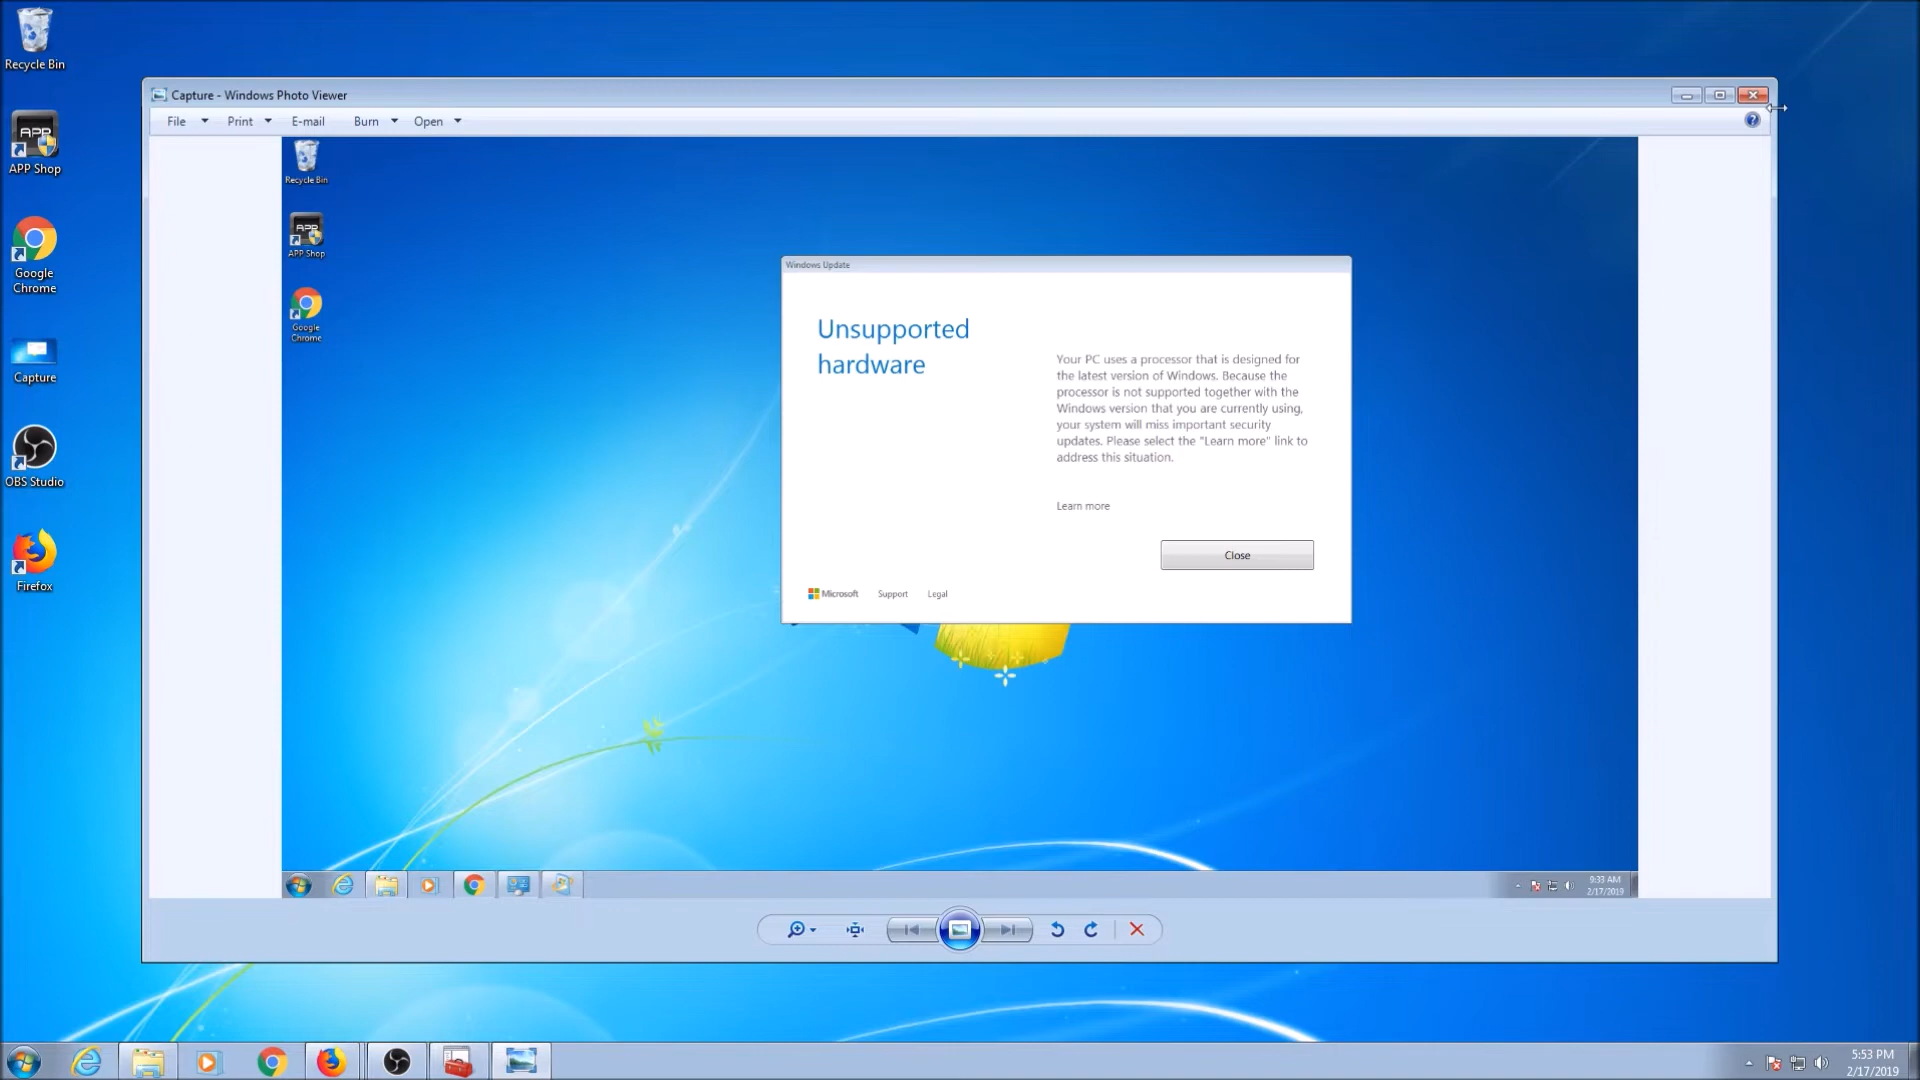 Recycle Bin
APP Shop
Google
Chrome
Capture
OBS Studio
Firefox
Capture - Windows Photo Viewer
File Print E-mail Burn Open
Recycle Bin
APP
APP Shop
Google
Chrome
Windows Update
Unsupported
hardware
Your PC uses a processor that is designed for
the latest version of Windows. Because the
processor is not supported together with the
Windows version that you are currently using,
your system will miss important security
updates. Please select the "Learn more" link to
address this situation.
Learn more
Close
Microsoft Support Legal
9:33 AM
2/17/2019
5:53 PM
2/17/2019